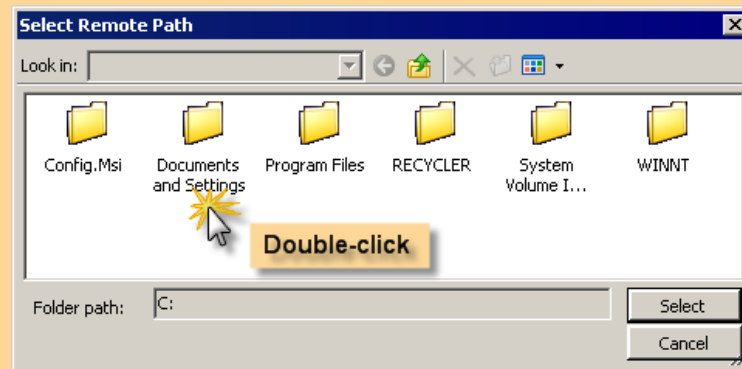 Select Remote Path
Look in:
Config.Msi
Documents
and Settings
Program Files
RECYCLER
System
Volume I...
WINNT
Double-click
Folder path:
C:
Select
Cancel